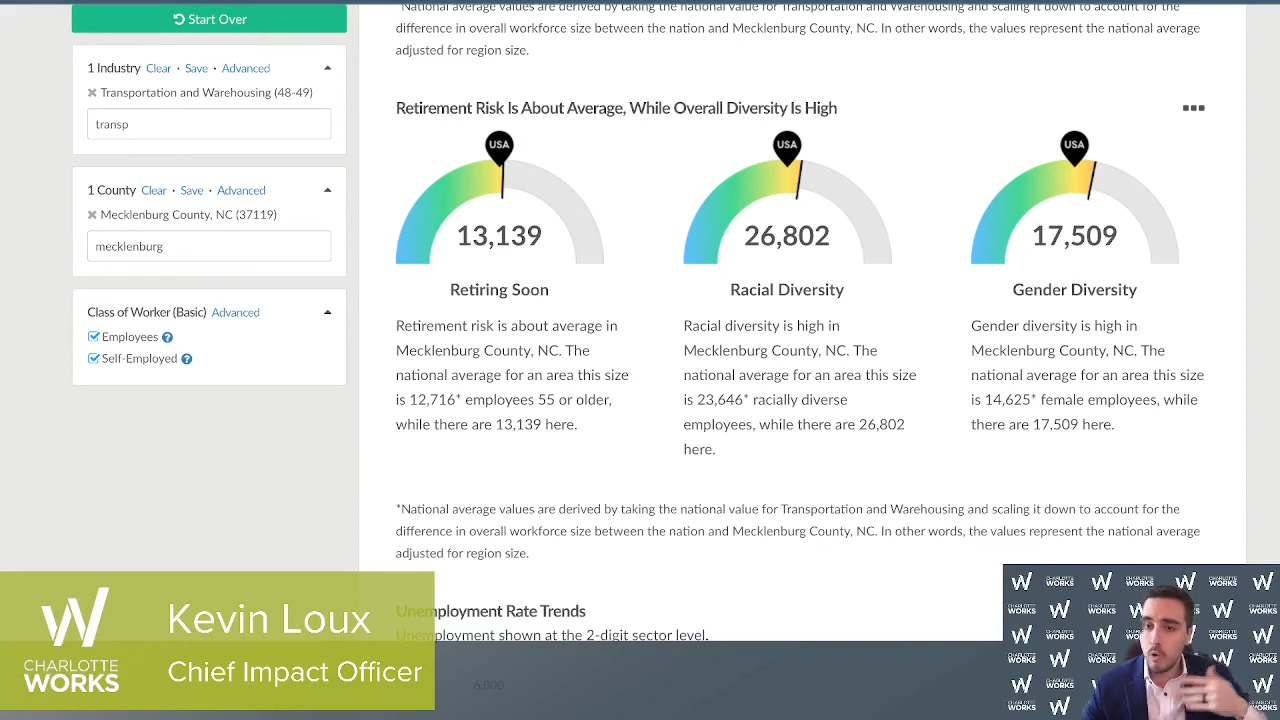 *National average values are derived by taking the national value for Transportation and Warehousing and scaling it down to account for the
difference in overall workforce size between the nation and Mecklenburg County, NC. In other words, the values represent the national average
adjusted for region size.
Start Over
1 Industry Clear · Save · Advanced
Transportation and Warehousing (48-49)
transp
1 County Clear · Save · Advanced
Mecklenburg County, NC (37119)
mecklenburg
Class of Worker (Basic) Advanced
Employees ?
Self-Employed ?
Retirement Risk Is About Average, While Overall Diversity Is High
USA
13,139
Retiring Soon
Retirement risk is about average in
Mecklenburg County, NC. The
national average for an area this size
is 12,716* employees 55 or older,
while there are 13,139 here.
USA
26,802
Racial Diversity
Racial diversity is high in
Mecklenburg County, NC. The
national average for an area this size
is 23,646* racially diverse
employees, while there are 26,802
here.
USA
17,509
Gender Diversity
Gender diversity is high in
Mecklenburg County, NC. The
national average for an area this size
is 14,625* female employees, while
there are 17,509 here.
*National average values are derived by taking the national value for Transportation and Warehousing and scaling it down to account for the
difference in overall workforce size between the nation and Mecklenburg County, NC. In other words, the values represent the national average
adjusted for region size.
Unemployment Rate Trends
Unemployment shown at the 2-digit sector level.
6,000
W
CHARLOTTE
WORKS
Kevin Loux
Chief Impact Officer
CHARLOTTE
WORKS